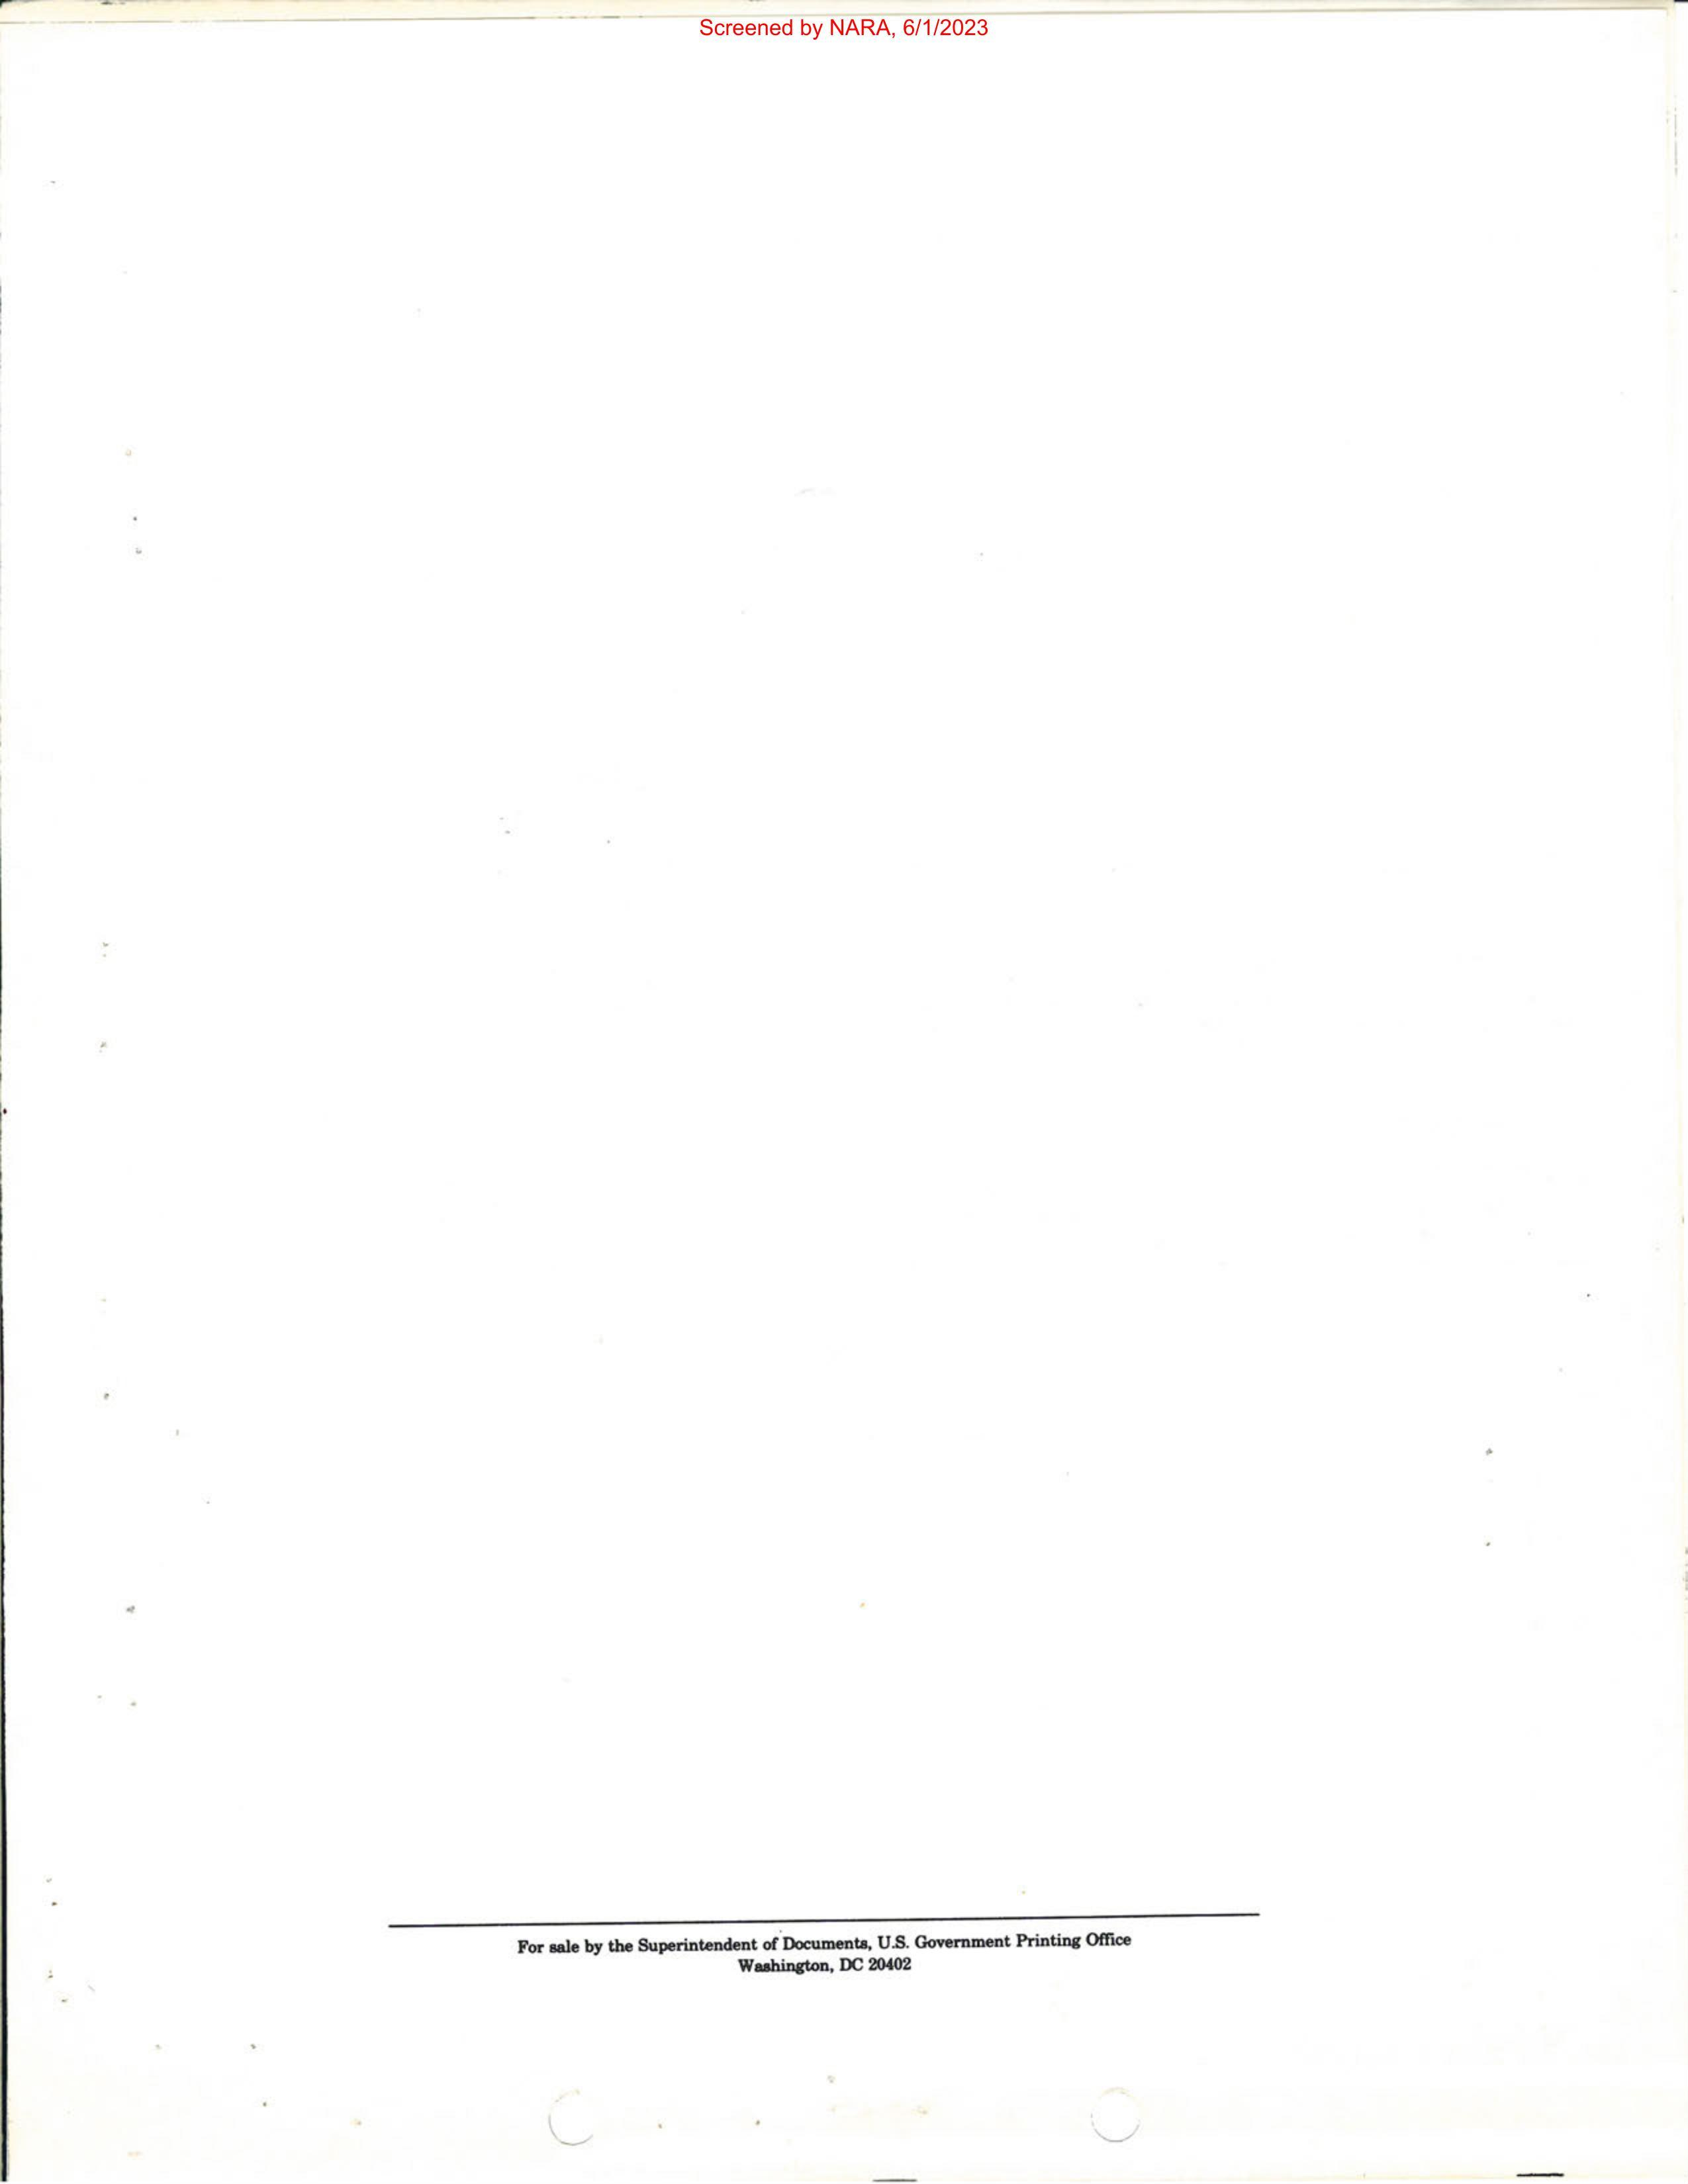 Screened by NARA, 6/1/2023
For sale by the Superintendent of Documents, U.S. Government Printing Office
Washington, DC 20402